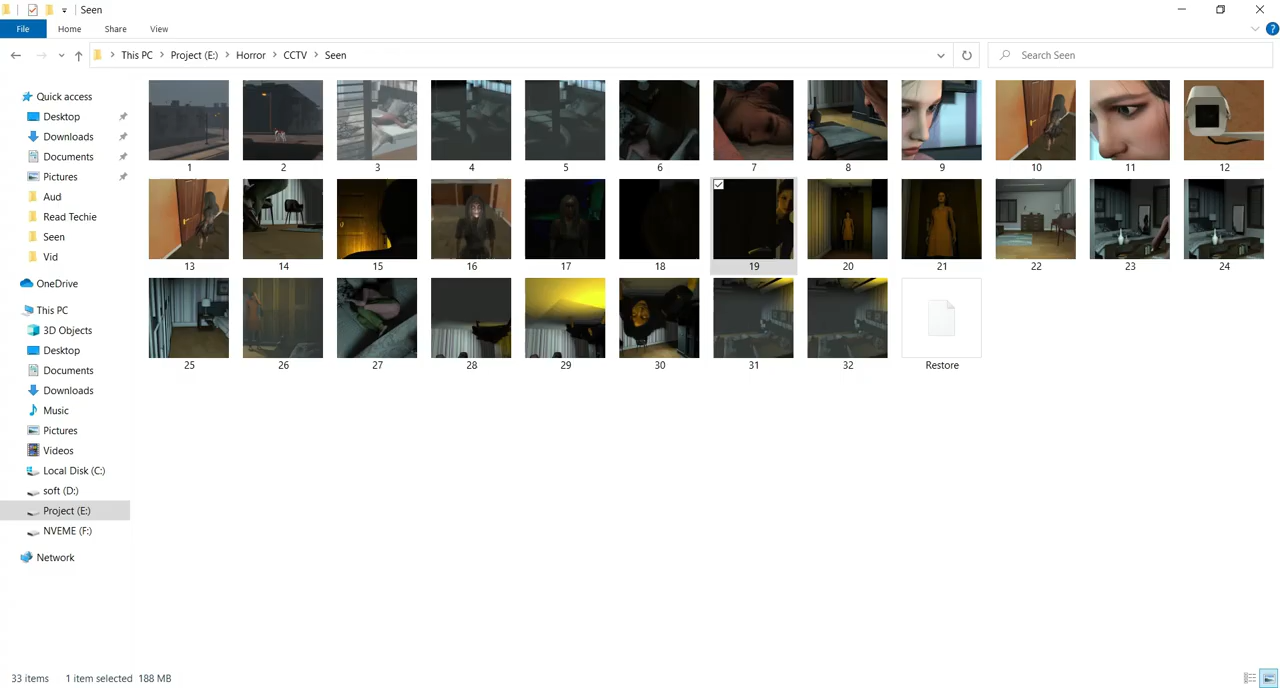 Seen
File Home Share View
This PC Project (E:) Horror CCTV Seen Search Seen
Quick access
Desktop
Downloads
Documents
Pictures
Aud
Read Techie
Seen
Vid
OneDrive
This PC
3D Objects
Desktop
Documents
Downloads
Music
Pictures
Videos
Local Disk (C:)
soft (D:)
Project (E:)
NVEME (F:)
Network
1 2 3 4 5 6 7 8 9 10 11 12
13 14 15 16 17 18 19 20 21 22 23 24
25 26 27 28 29 30 31 32 Restore
33 items 1 item selected 188 MB